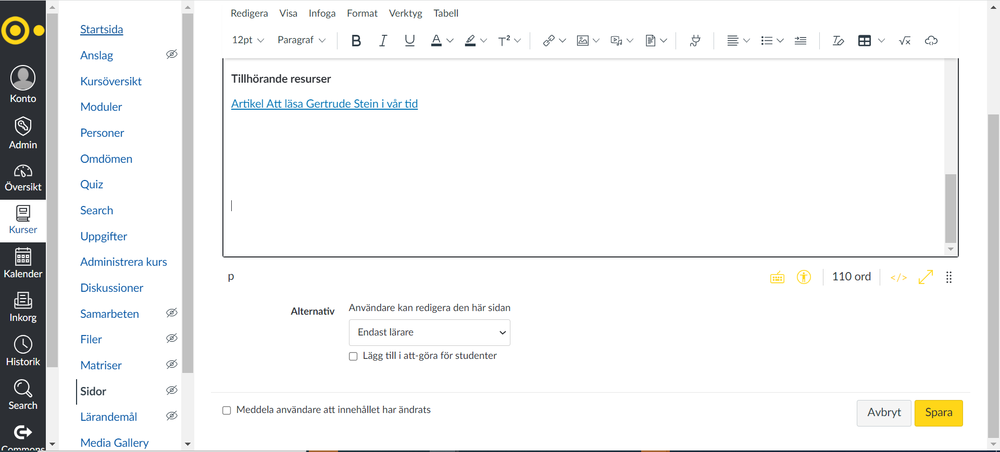 Konto
Admin
Översikt
Kurser
Kalender
Inkorg
Historik
Search
Commons
Startsida
Anslag
Kursöversikt
Moduler
Personer
Omdömen
Quiz
Search
Uppgifter
Administrera kurs
Diskussioner
Samarbeten
Filer
Matriser
Sidor
Lärandemål
Media Gallery
Redigera Visa Infoga Format Verktyg Tabell
12pt Paragraf B I U A T² √x
Tillhörande resurser
Artikel Att läsa Gertrude Stein i vår tid
p 110 ord </>
Alternativ Användare kan redigera den här sidan
Endast lärare
Lägg till i att-göra för studenter
Meddela användare att innehållet har ändrats
Avbryt Spara